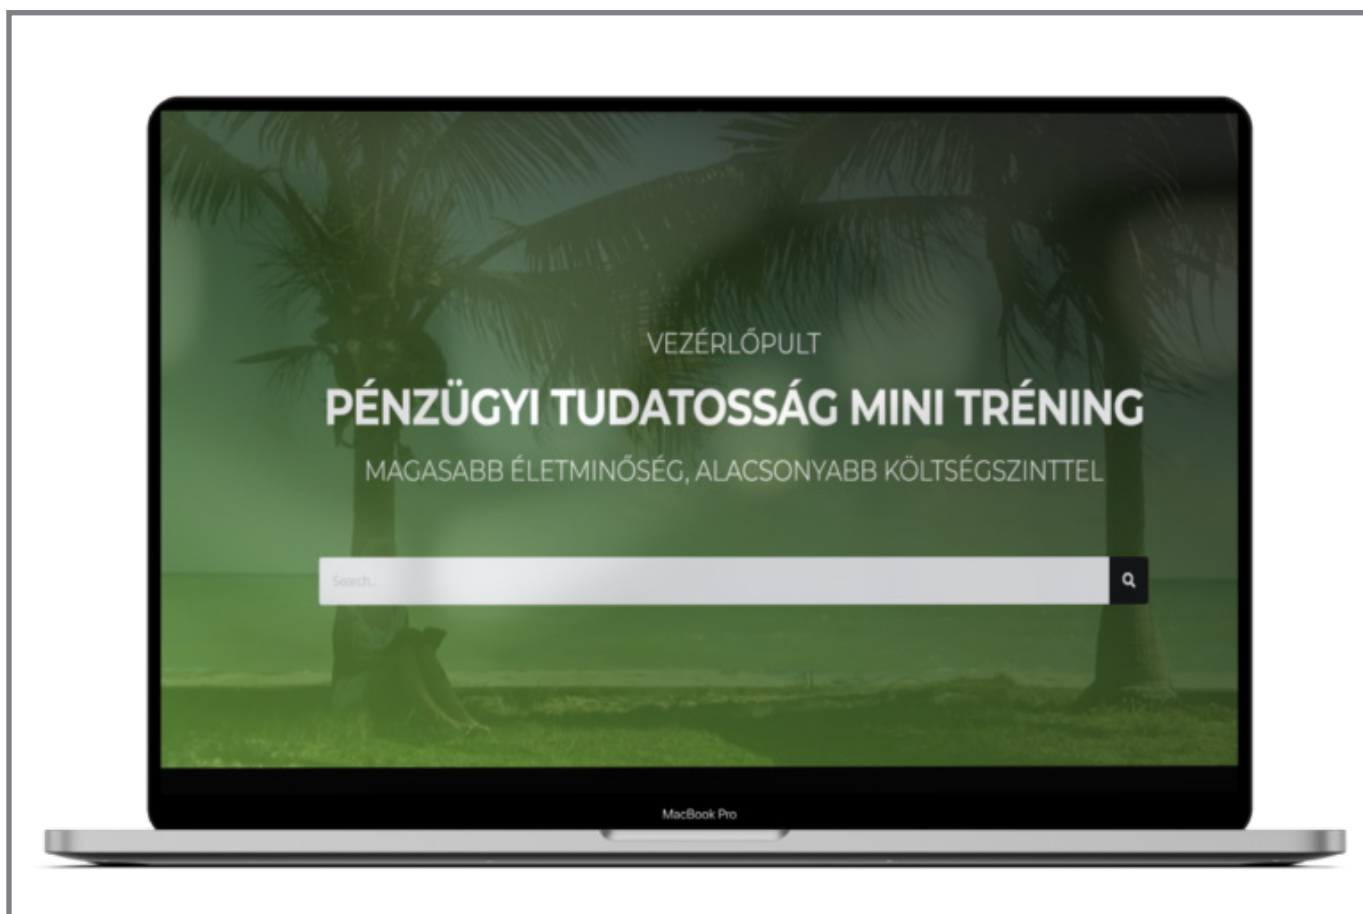 VEZÉRLŐPULT
PÉNZÜGYI TUDATOSSÁG MINI TRÉNING
MAGASABB ÉLETMINŐSÉG, ALACSONYABB KÖLTSÉGSZINTTEL
Search...
MacBook Pro